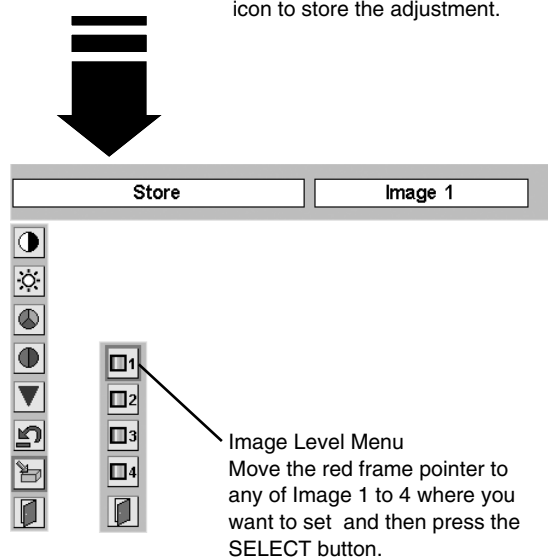 icon to store the adjustment.
Store
Image 1
1
2
3
4
Image Level Menu
Move the red frame pointer to
any of Image 1 to 4 where you
want to set and then press the
SELECT button.